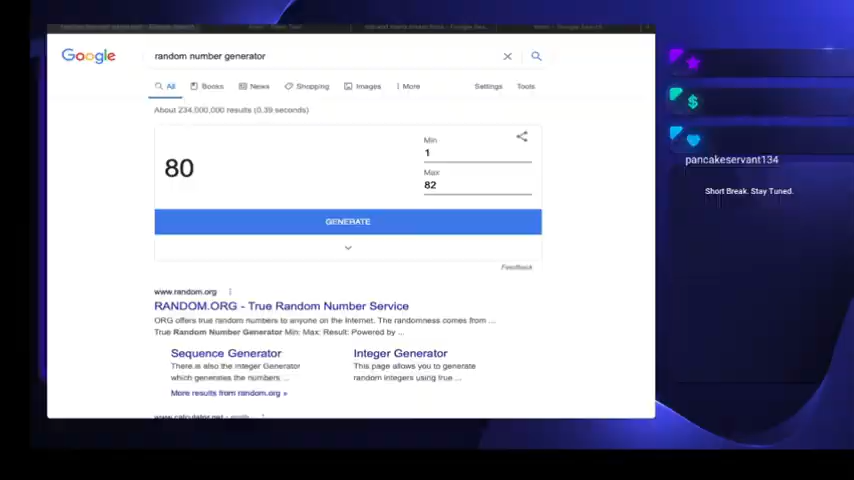 Google
random number generator
All
Books
News
Shopping
Images
More
Settings
Tools
About 234,000,000 results (0.39 seconds)
80
Min
1
Max
82
GENERATE
Feedback
www.random.org
RANDOM.ORG - True Random Number Service
ORG offers true random numbers to anyone on the Internet. The randomness comes from ...
True Random Number Generator Min: Max: Result: Powered by ...
Sequence Generator
There is also the Integer Generator
which generates the numbers ...
Integer Generator
This page allows you to generate
random integers using true ...
More results from random.org »
pancakeservant134
Short Break. Stay Tuned.